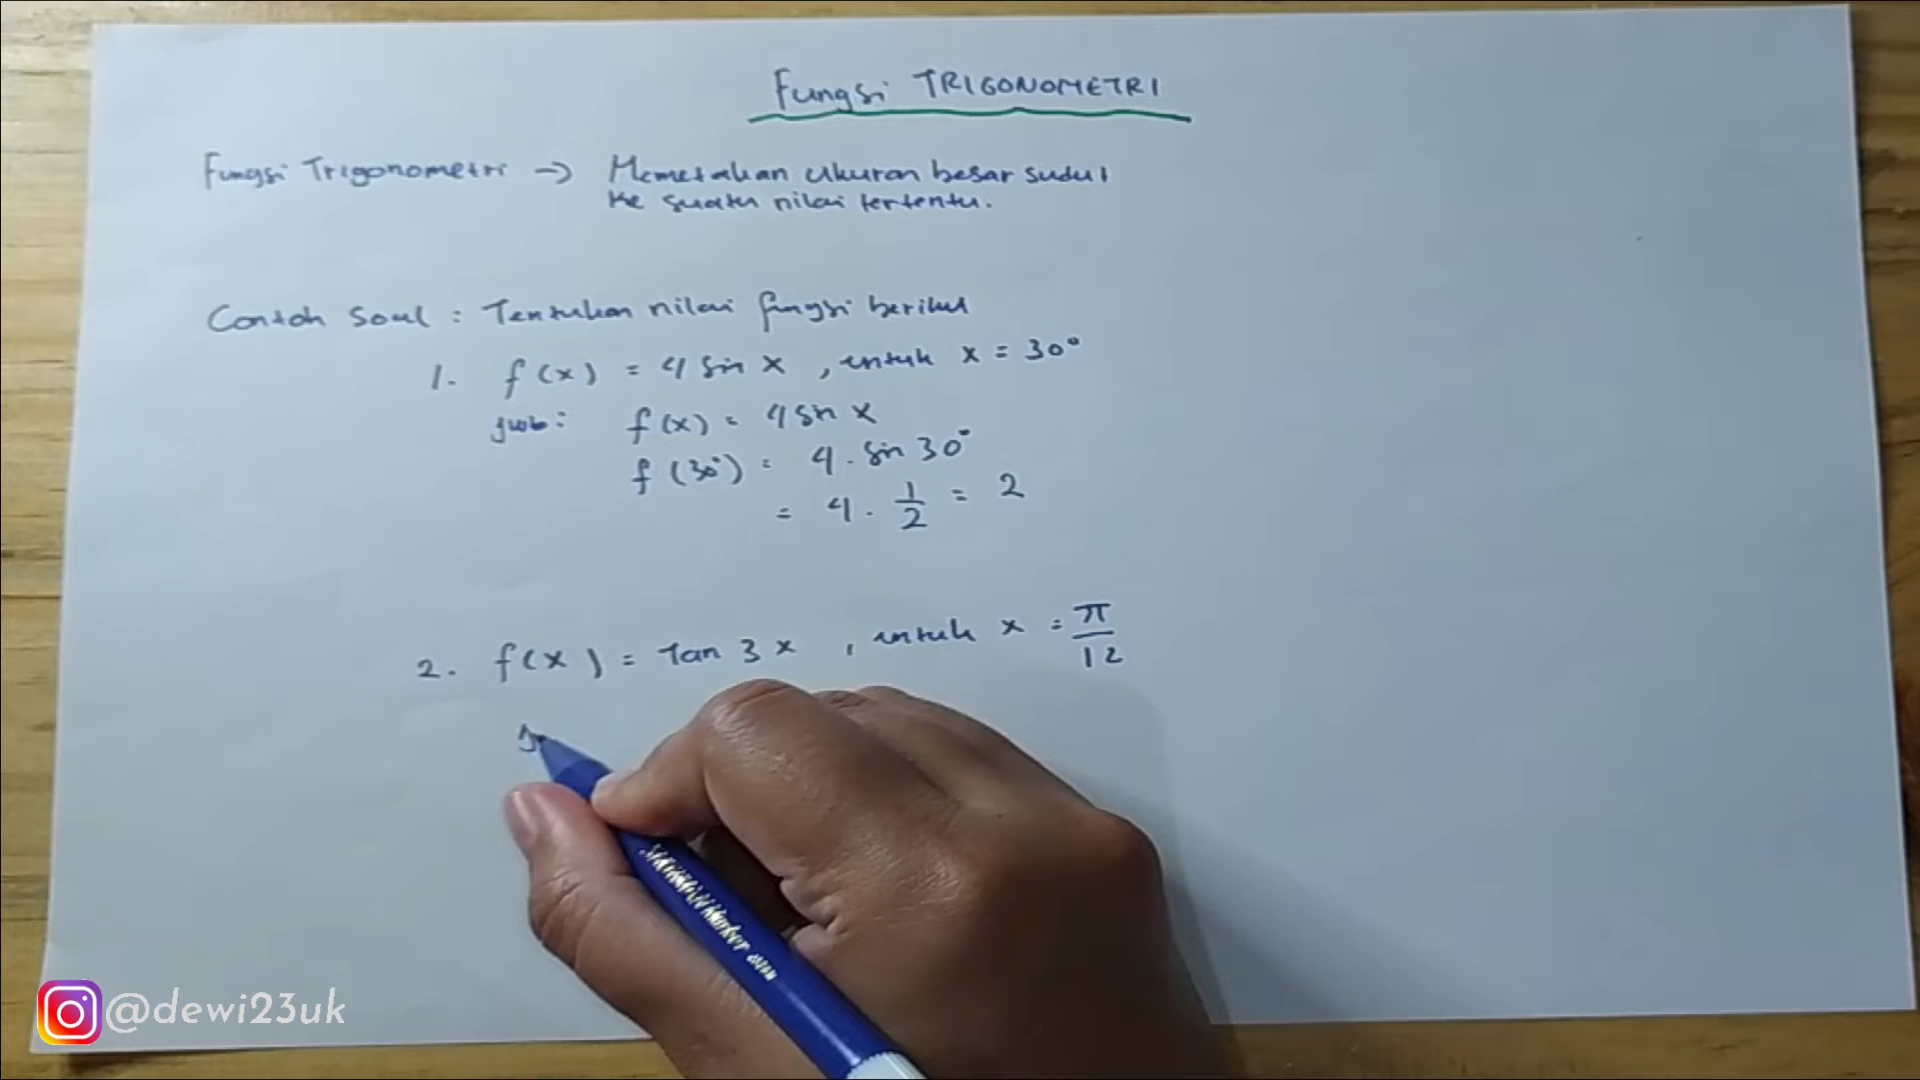 Fungsi TRIGONOMETRI
Fungsi Trigonometri → Memetakan ukuran besar sudut
ke suatu nilai tertentu.
Contoh Soal : Tentukan nilai fungsi berikut
1. f(x) = 4 sin x , untuk x = 30°
jwb: f(x) = 4 sin x
f(30°) = 4 . sin 30°
= 4 . 1/2 = 2
2. f(x) = Tan 3x , untuk x = π/12
@dewi23uk